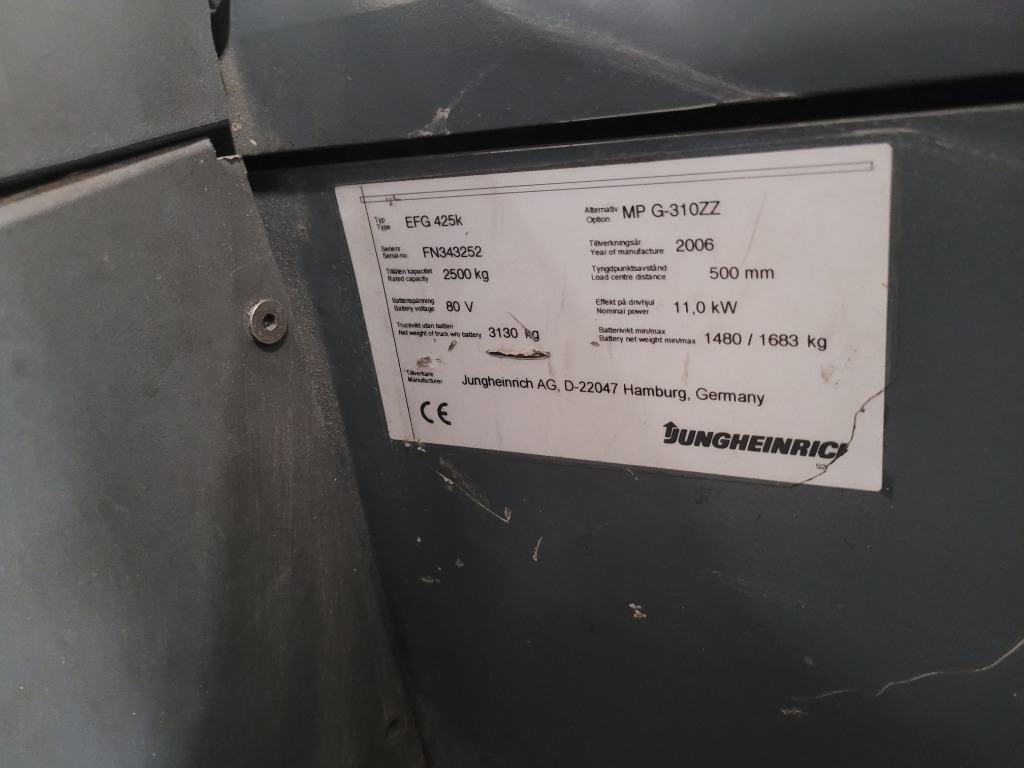 Typ
Type EFG 425k
Alternativ
Option MP G-310ZZ
Serienr.
Serial-no. FN343252
Tillverkningsår
Year of manufacture 2006
Tillåten kapacitet
Rated capacity 2500 kg
Tyngdpunktsavstånd
Load centre distance 500 mm
Batterispänning
Battery voltage 80 V
Effekt på drivhjul
Nominal power 11,0 kW
Truckvikt utan batteri
Net weight of truck w/o battery 3130 kg
Batterivikt min/max
Battery net weight min/max 1480 / 1683 kg
Tillverkare
Manufacturer Jungheinrich AG, D-22047 Hamburg, Germany
CE
JUNGHEINRICH